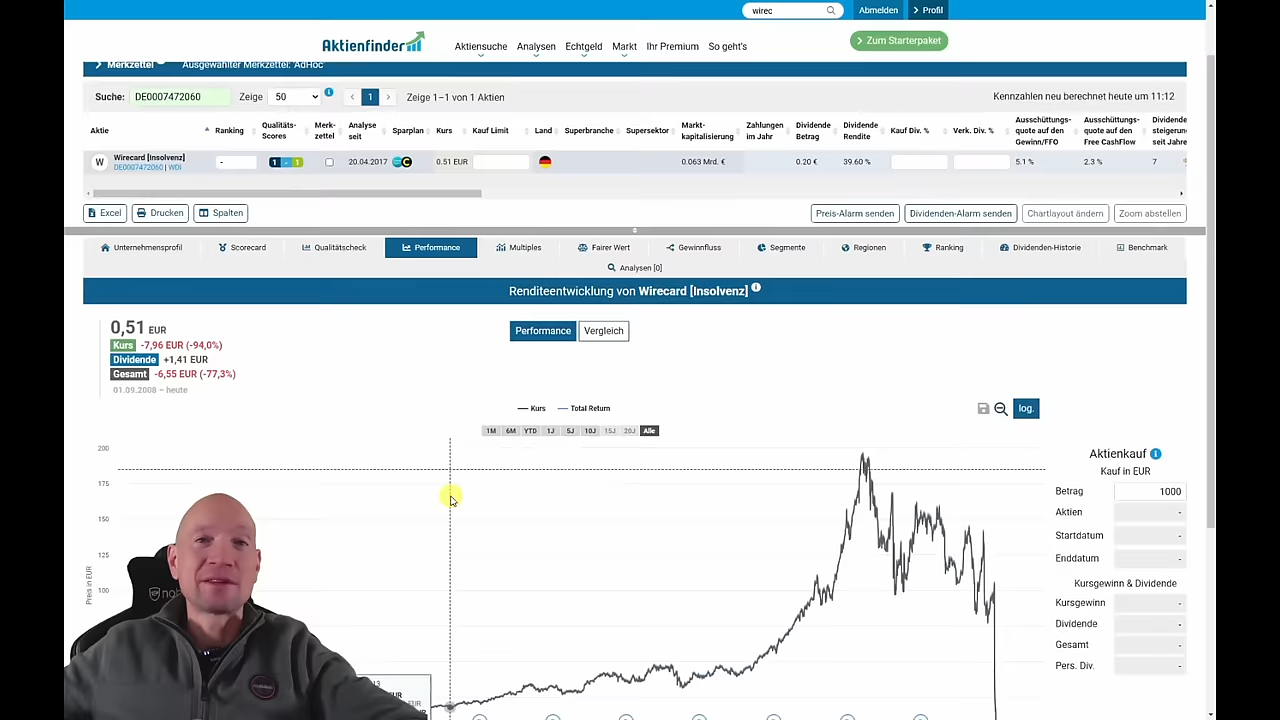 wirec
Abmelden
Profil
Aktienfinder
Aktiensuche
Analysen
Echtgeld
Markt
Ihr Premium
So geht's
Zum Starterpaket
Merkzettel
Ausgewählter Merkzettel: 'AdHoc'
Suche:
DE0007472060
Zeige
50
1
Zeige 1–1 von 1 Aktien
Kennzahlen neu berechnet heute um 11:12
Aktie
Ranking
Qualitäts-
Scores
Merk-
zettel
Analyse
seit
Sparplan
Kurs
Kauf Limit
Land
Superbranche
Supersektor
Markt-
kapitalisierung
Zahlungen
im Jahr
Dividende
Betrag
Dividende
Rendite
Kauf Div. %
Verk. Div. %
Ausschüttungs-
quote auf den
Gewinn/FFO
Ausschüttungs-
quote auf den
Free CashFlow
Dividende
steigerun
seit Jahre
W
Wirecard [Insolvenz]
DE0007472060 | WDI
-
1 - 1
20.04.2017
C
0.51 EUR
0.063 Mrd. €
0.20 €
39.60 %
5.1 %
2.3 %
7
Excel
Drucken
Spalten
Preis-Alarm senden
Dividenden-Alarm senden
Chartlayout ändern
Zoom abstellen
Unternehmensprofil
Scorecard
Qualitätscheck
Performance
Multiples
Fairer Wert
Gewinnfluss
Segmente
Regionen
Ranking
Dividenden-Historie
Benchmark
Analysen [0]
Renditeentwicklung von Wirecard [Insolvenz]
0,51 EUR
Kurs -7,96 EUR (-94,0%)
Dividende +1,41 EUR
Gesamt -6,55 EUR (-77,3%)
01.09.2008 – heute
Performance
Vergleich
Kurs
Total Return
log.
1M
6M
YTD
1J
5J
10J
15J
20J
Alle
200
175
150
125
100
Preis in EUR
Aktienkauf
Kauf in EUR
Betrag
1000
Aktien
-
Startdatum
-
Enddatum
-
Kursgewinn & Dividende
Kursgewinn
-
Dividende
-
Gesamt
-
Pers. Div.
-